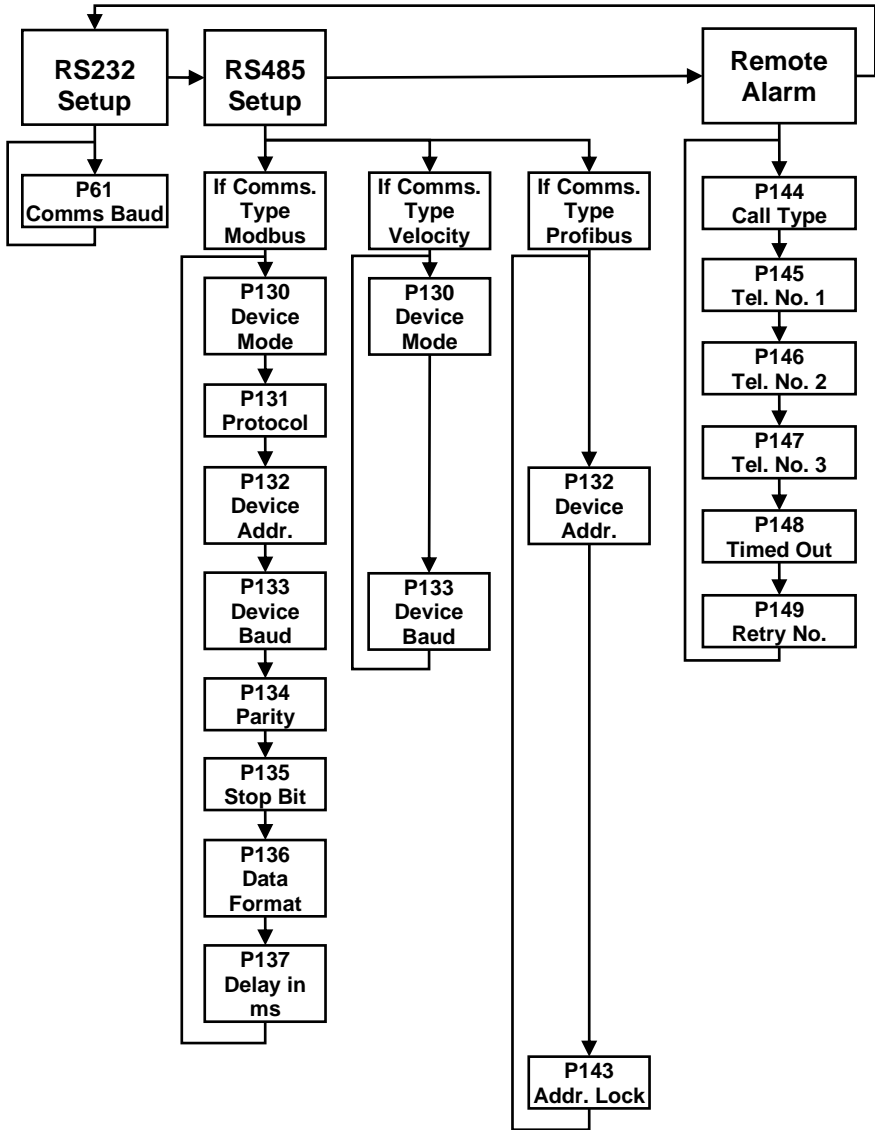 RS232
Setup
RS485
Setup
Remote
Alarm
P61
Comms Baud
If Comms.
Type
Modbus
P130
Device
Mode
P131
Protocol
P132
Device
Addr.
P133
Device
Baud
P134
Parity
P135
Stop Bit
P136
Data
Format
P137
Delay in
ms
If Comms.
Type
Velocity
P130
Device
Mode
P133
Device
Baud
If Comms.
Type
Profibus
P132
Device
Addr.
P143
Addr. Lock
P144
Call Type
P145
Tel. No. 1
P146
Tel. No. 2
P147
Tel. No. 3
P148
Timed Out
P149
Retry No.